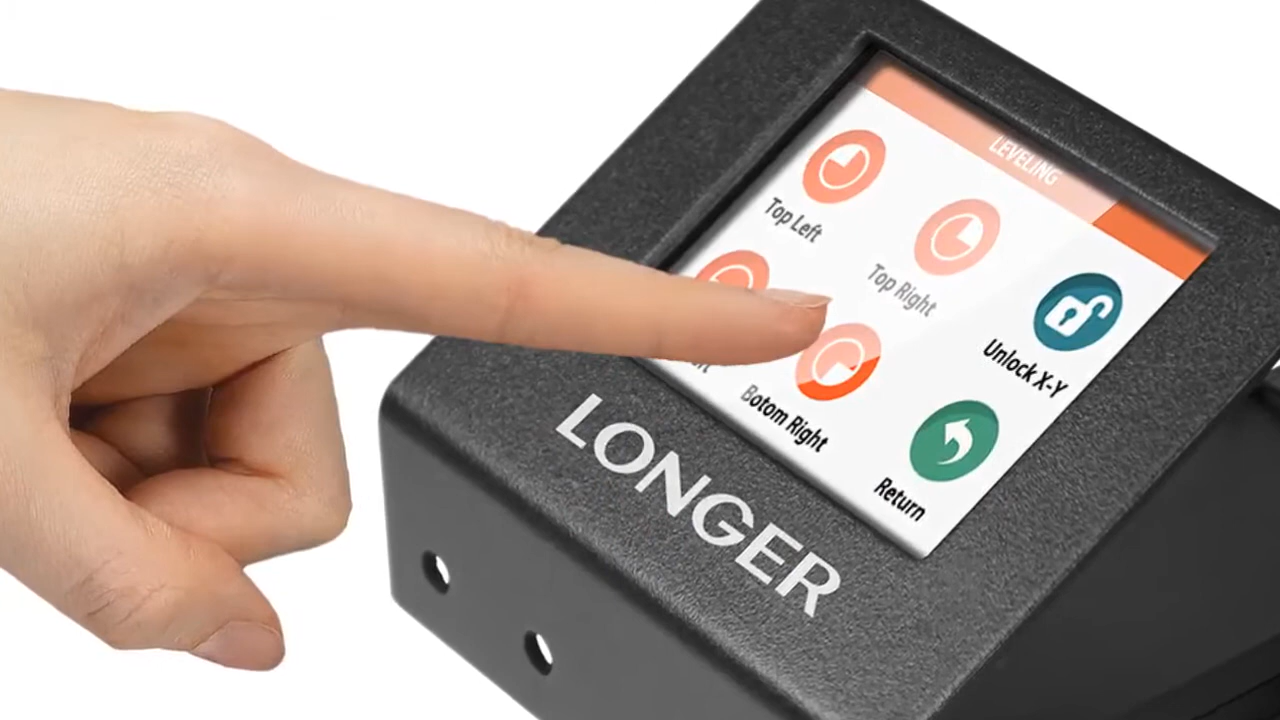 LEVELING
Top Left
Top Right
Unlock X-Y
Botom Right
Return
LONGER